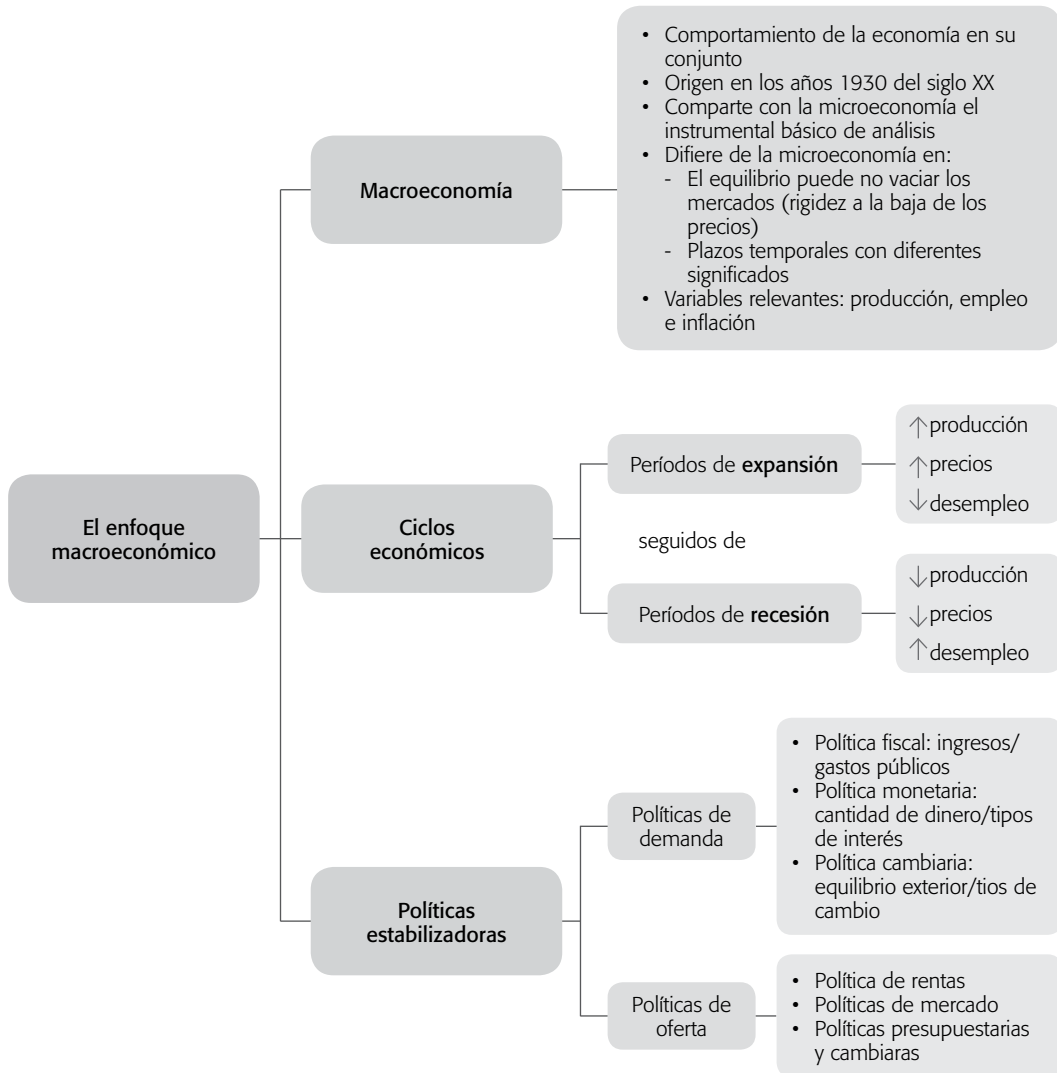 • Comportamiento de la economía en su
conjunto
• Origen en los años 1930 del siglo XX
• Comparte con la microeconomía el
instrumental básico de análisis
• Difiere de la microeconomía en:
- El equilibrio puede no vaciar los
mercados (rigidez a la baja de los
precios)
- Plazos temporales con diferentes
significados
• Variables relevantes: producción, empleo
e inflación
Macroeconomía
El enfoque
macroeconómico
Ciclos
económicos
Períodos de expansión
↑ producción
↑ precios
↓ desempleo
seguidos de
Períodos de recesión
↓ producción
↓ precios
↑ desempleo
Políticas
estabilizadoras
Políticas de
demanda
• Política fiscal: ingresos/
gastos públicos
• Política monetaria:
cantidad de dinero/tipos
de interés
• Política cambiaria:
equilibrio exterior/tios de
cambio
Políticas de
oferta
• Política de rentas
• Políticas de mercado
• Políticas presupuestarias
y cambiaras